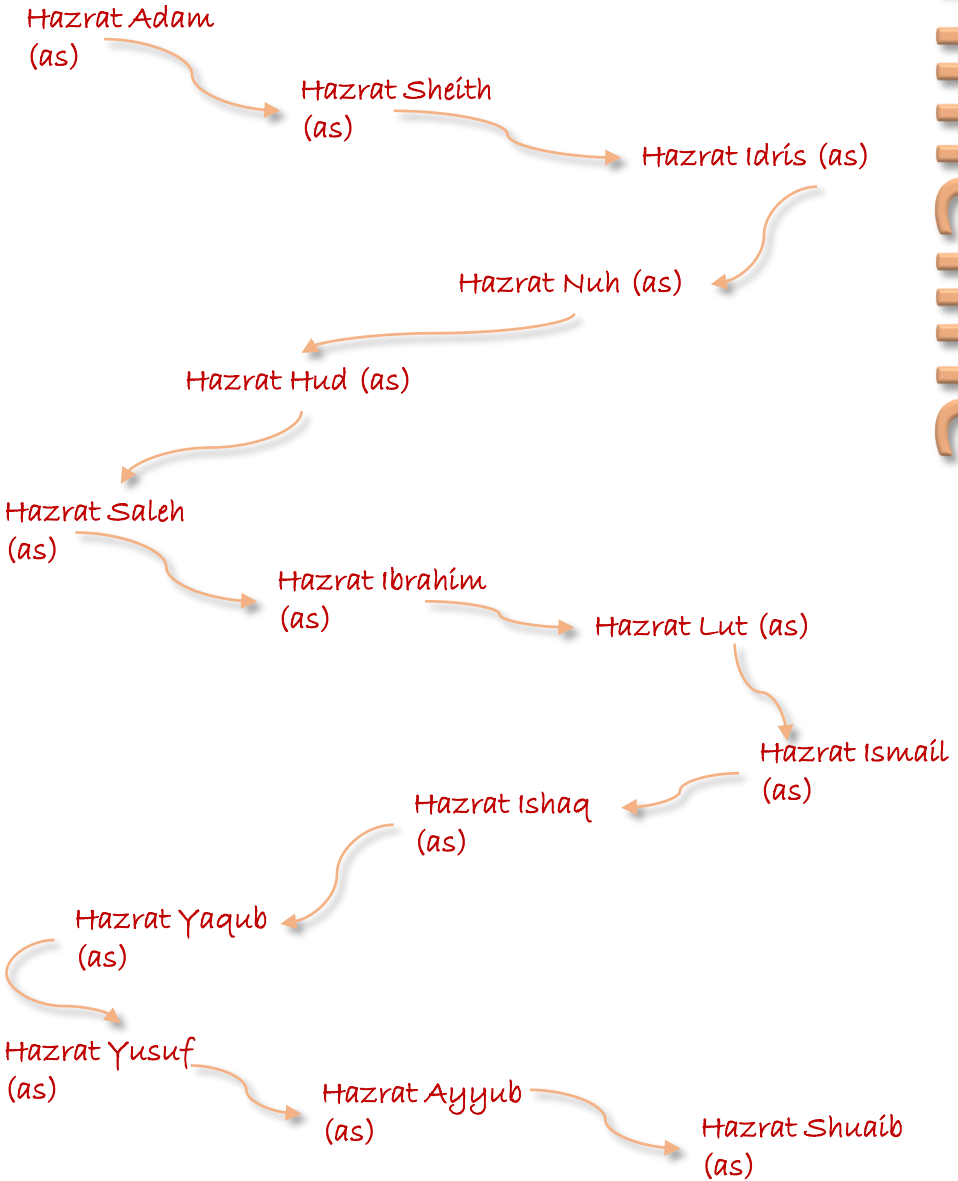 Hazrat Adam
(as)
Hazrat Sheith
(as)
Hazrat Idris (as)
Hazrat Nuh (as)
Hazrat Hud (as)
Hazrat Saleh
(as)
Hazrat Ibrahim
(as)
Hazrat Lut (as)
Hazrat Ismail
(as)
Hazrat Ishaq
(as)
Hazrat Yaqub
(as)
Hazrat Yusuf
(as)
Hazrat Ayyub
(as)
Hazrat Shuaib
(as)